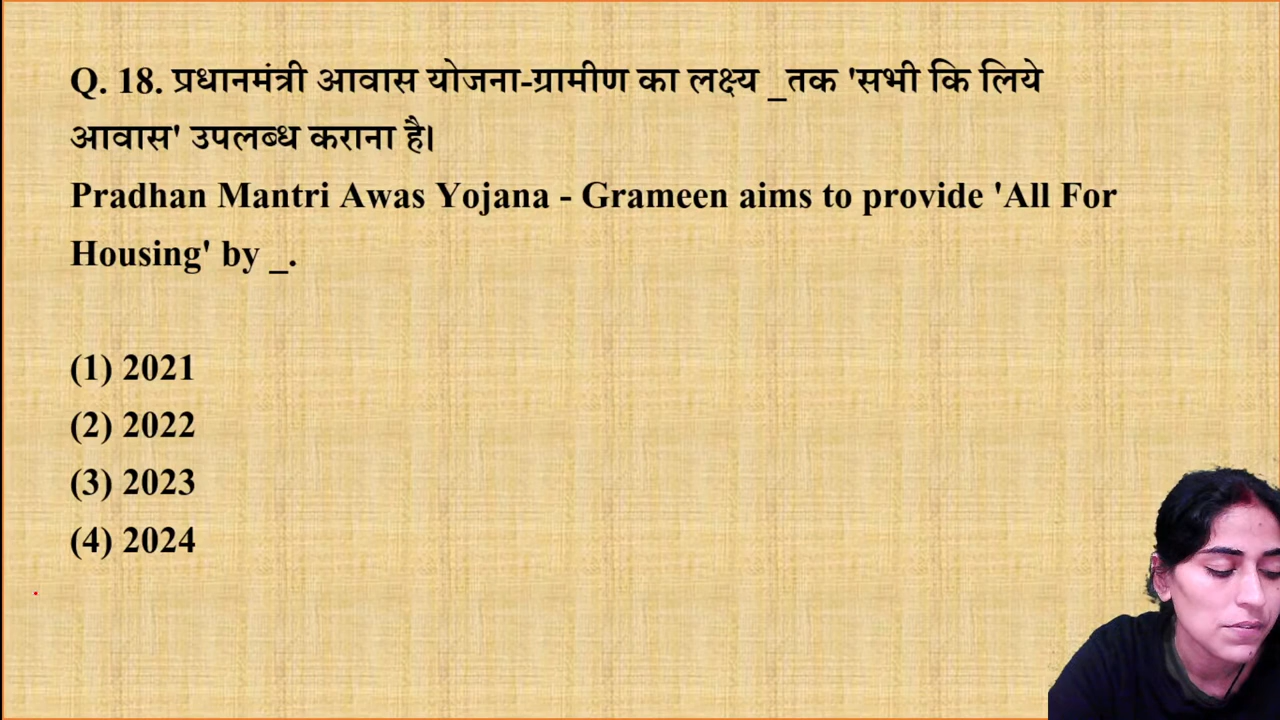 Q. 18. प्रधानमंत्री आवास योजना-ग्रामीण का लक्ष्य _तक 'सभी कि लिये
आवास' उपलब्ध कराना है।
Pradhan Mantri Awas Yojana - Grameen aims to provide 'All For
Housing' by _.
(1) 2021
(2) 2022
(3) 2023
(4) 2024